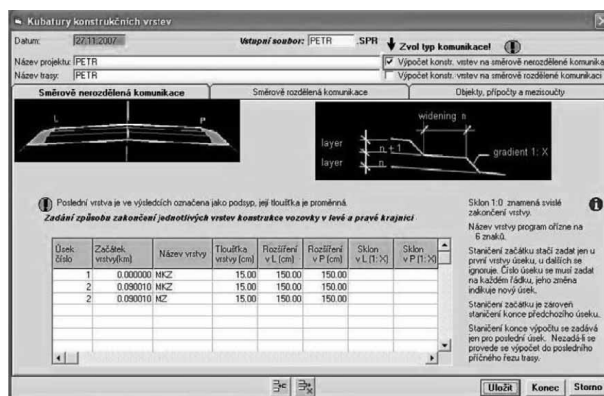 Kubatury konstrukčních vrstev
Datum: 27.11.2007 Vstupní soubor: PETR .SPR Zvol typ komunikace!
Název projektu: PETR
Výpočet konstr. vrstev na směrově nerozdělené komunika
Název trasy: PETR
Výpočet konstr. vrstev na směrově rozdělené komunikaci
Směrově nerozdělená komunikace Směrově rozdělená komunikace Objekty, přípočty a mezisoučty
L P
widening n
layer n + 1 gradient 1: X
layer n
Poslední vrstva je ve výsledcích označena jako podsyp, její tloušťka je proměnná.
Zadání způsobu zakončení jednotlivých vrstev konstrukce vozovky v levé a pravé krajnici
Úsek číslo Začátek vrstvy(km) Název vrstvy Tloušťka vrstvy (cm) Rozšíření v L (cm) Rozšíření v P (cm) Sklon v L (1: X) Sklon v P (1: X)
1 0.000000 MKZ 15.00 150.00 150.00
2 0.090010 MKZ 15.00 150.00 150.00
2 0.090010 MZ 15.00 150.00 150.00
Sklon 1:0 znamená svislé
zakončení vrstvy.
Název vrstvy program ořízne na
6 znaků.
Staničení začátku stačí zadat jen u
první vrstvy úseku, u dalších se
ignoruje. Číslo úseku se musí zadat
na každém řádku, jeho změna
indikuje nový úsek.
Staničení začátku je zároveň
staničení konce předchozího úseku.
Staničení konce výpočtu se zadává
jen pro poslední úsek. Nezadá-li se
provede se výpočet do posledního
příčného řezu trasy.
Uložit Konec Storno